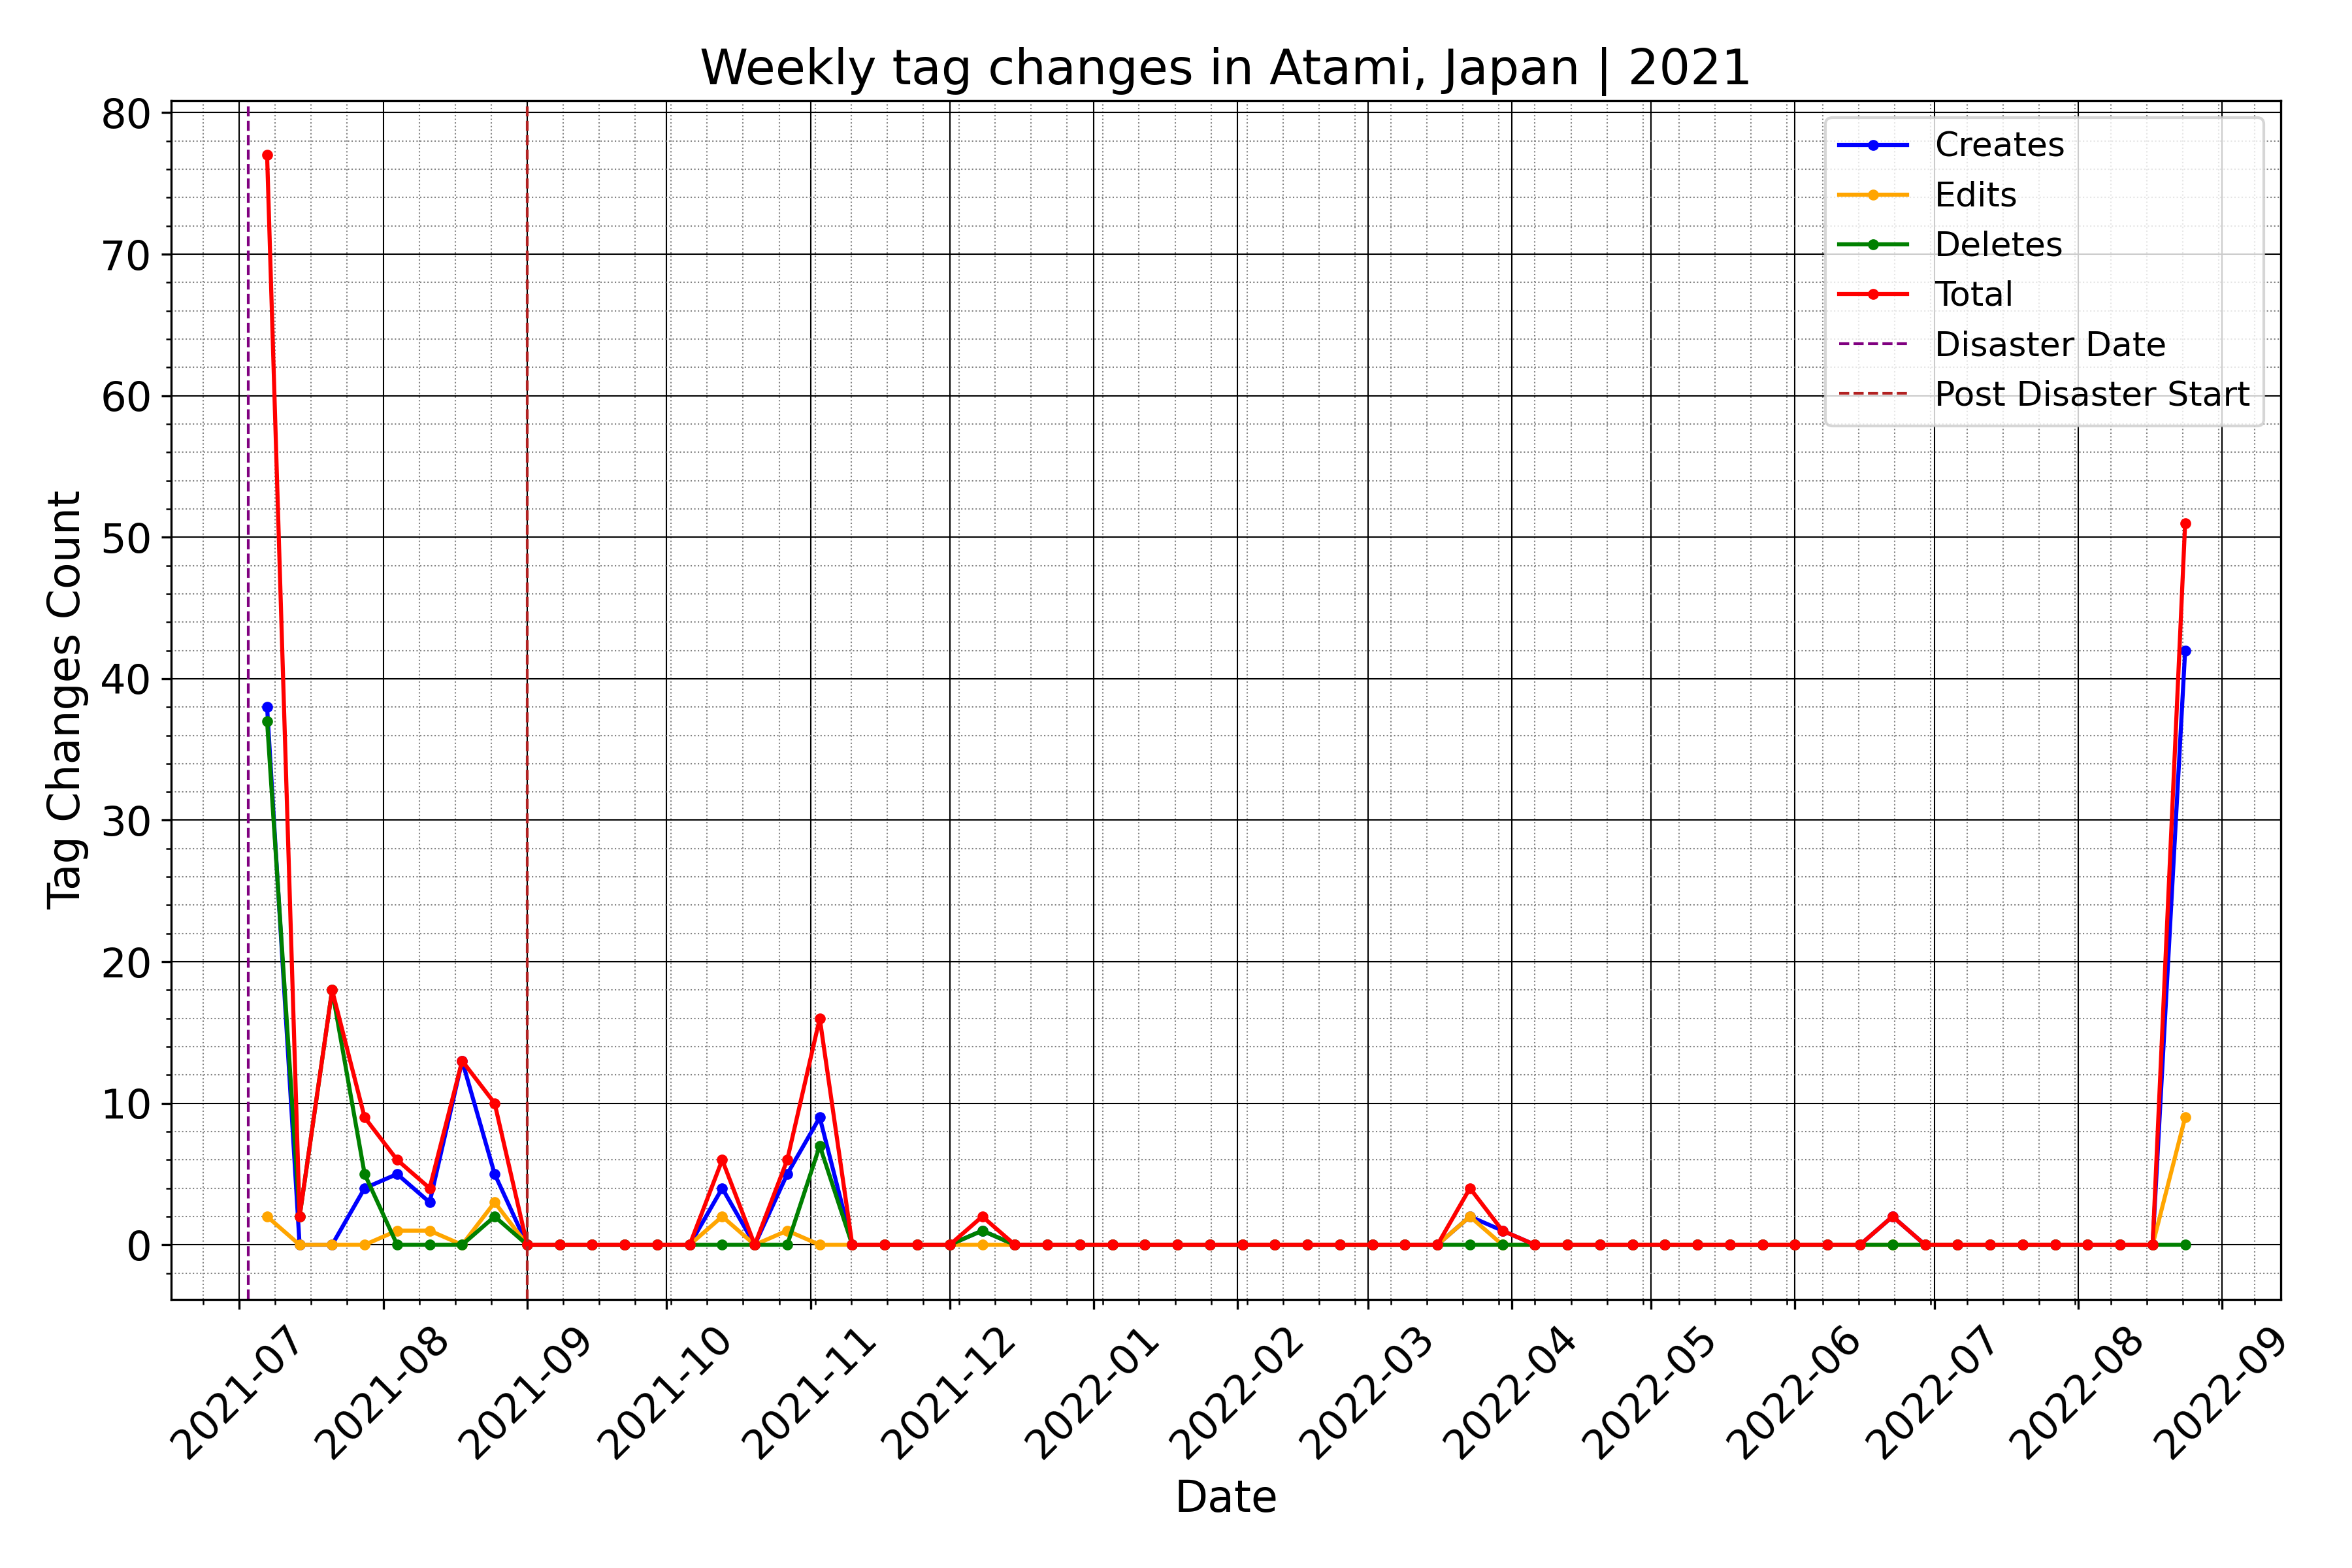 Weekly tag changes in Atami, Japan | 2021
80
70
60
50
40
30
20
10
0
Tag Changes Count
Creates
Edits
Deletes
Total
Disaster Date
Post Disaster Start
2021-07
2021-08
2021-09
2021-10
2021-11
2021-12
2022-01
2022-02
2022-03
2022-04
2022-05
2022-06
2022-07
2022-08
2022-09
Date